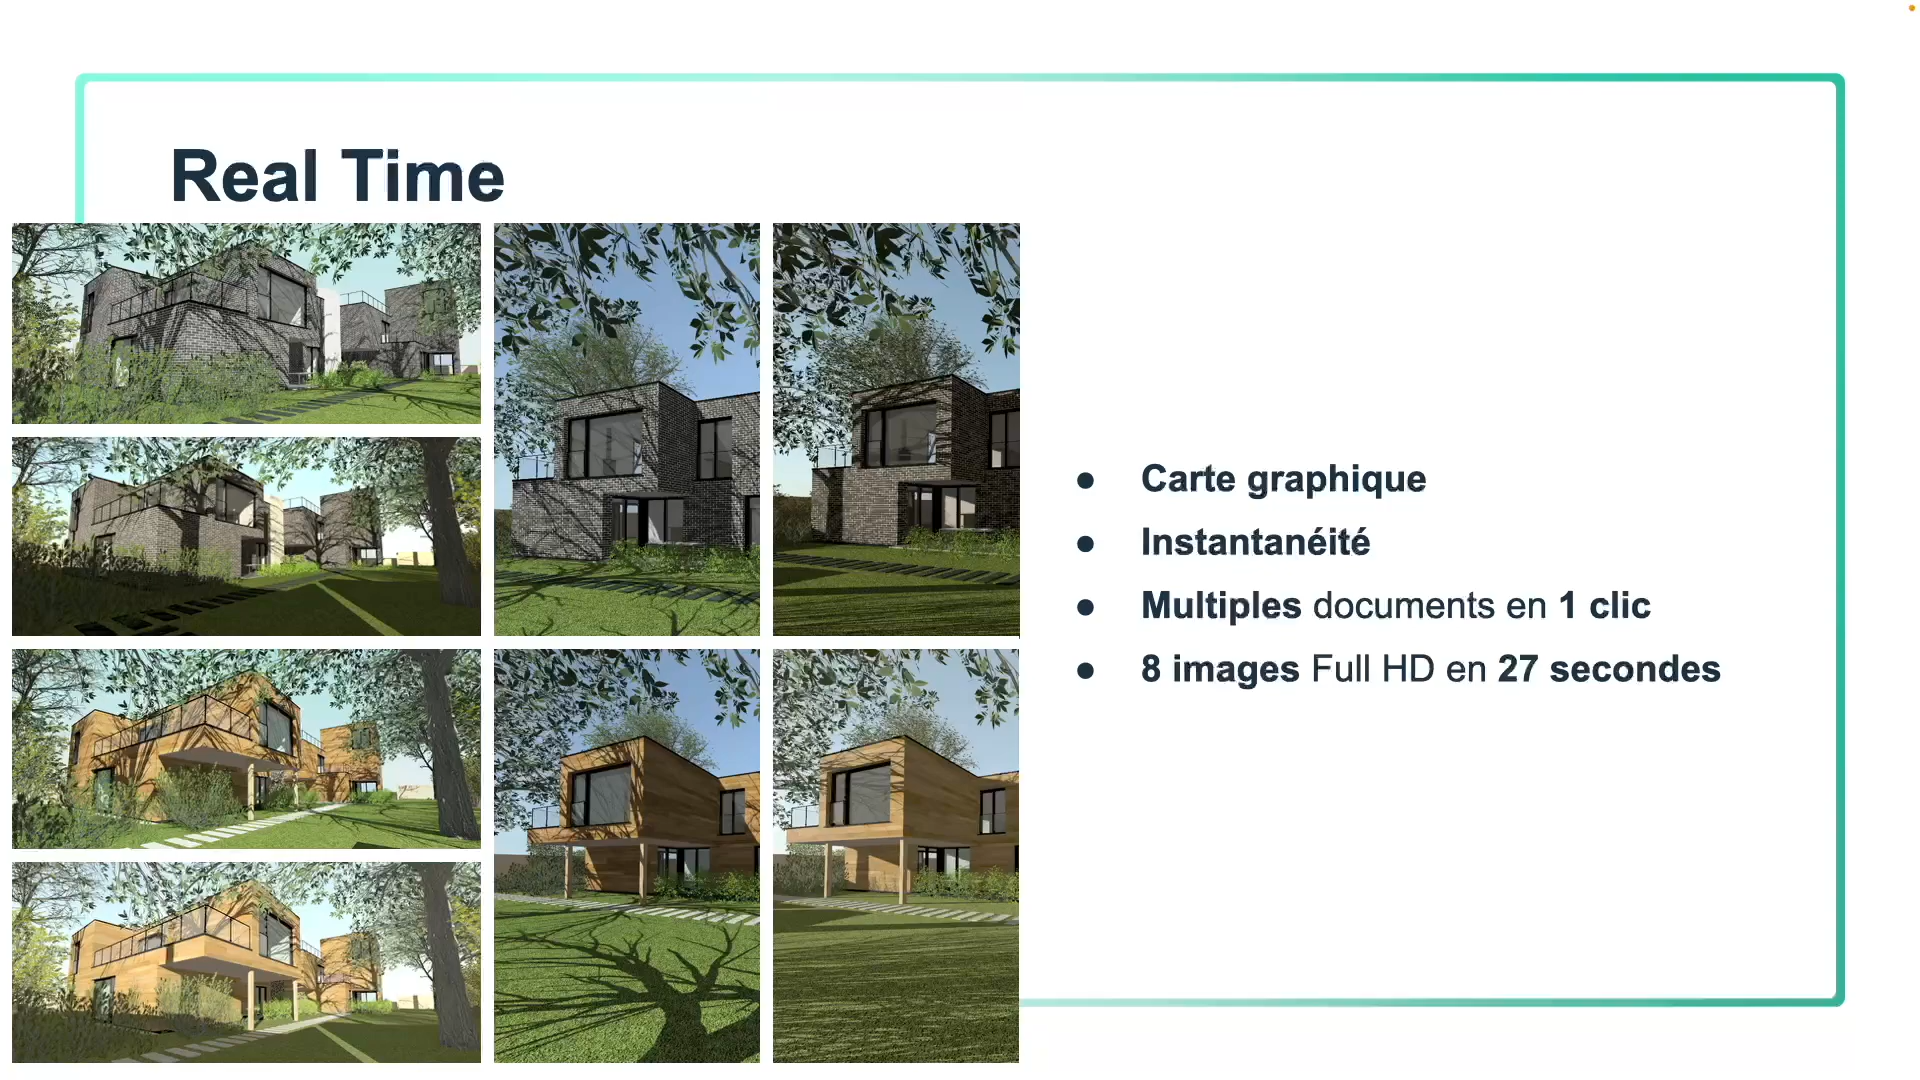 Real Time
● Carte graphique
● Instantanéité
● Multiples documents en 1 clic
● 8 images Full HD en 27 secondes